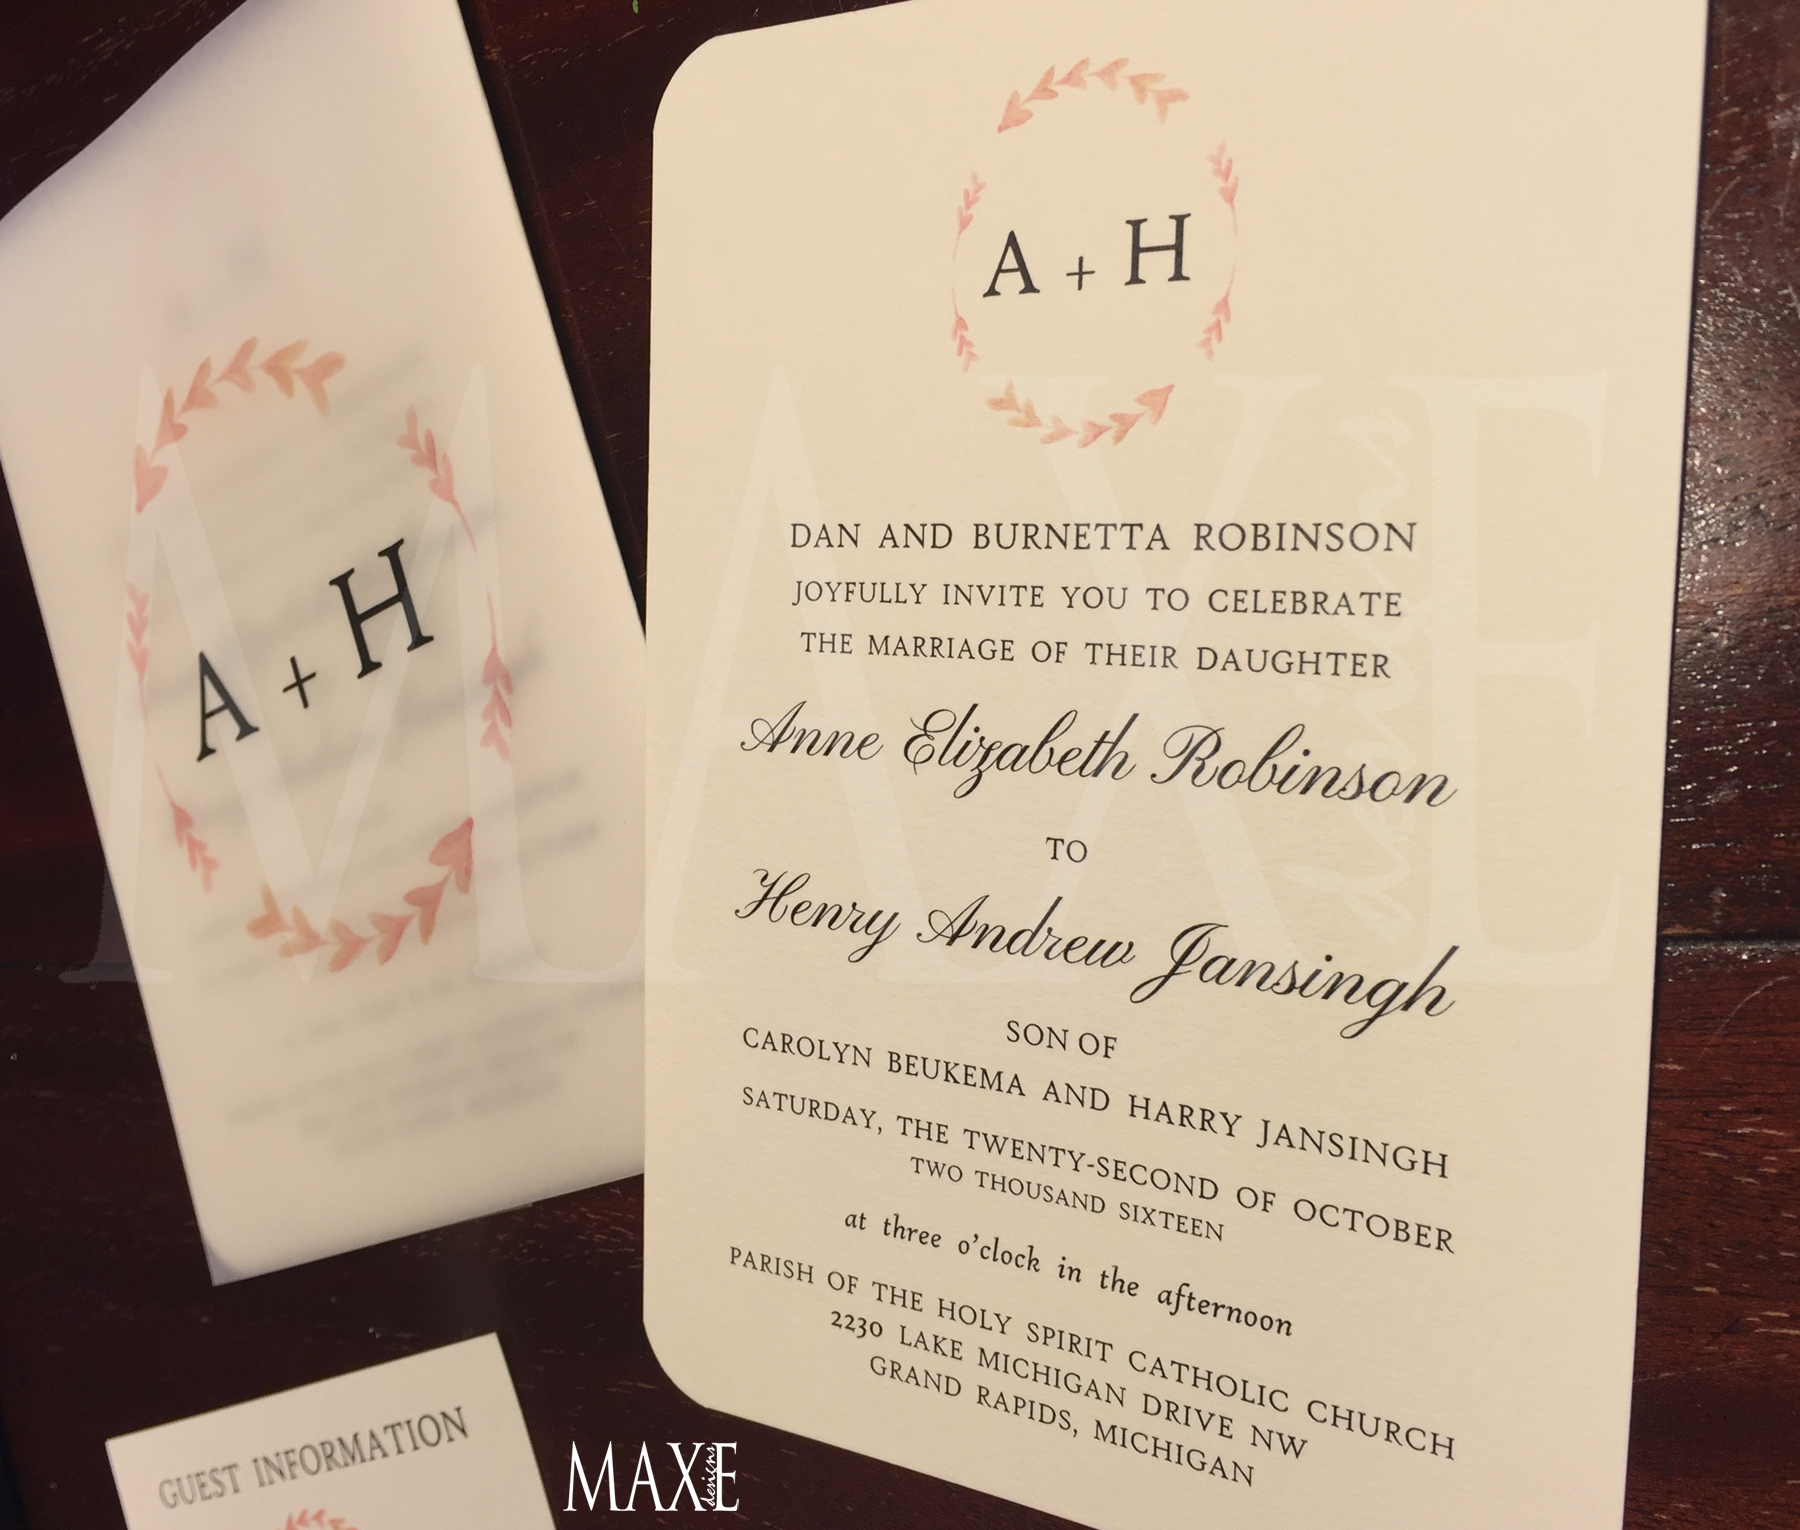 A + H
A + H
DAN AND BURNETTA ROBINSON
JOYFULLY INVITE YOU TO CELEBRATE
THE MARRIAGE OF THEIR DAUGHTER
Anne Elizabeth Robinson
TO
Henry Andrew Jansingh
SON OF
CAROLYN BEUKEMA AND HARRY JANSINGH
SATURDAY, THE TWENTY-SECOND OF OCTOBER
TWO THOUSAND SIXTEEN
at three o'clock in the afternoon
PARISH OF THE HOLY SPIRIT CATHOLIC CHURCH
2230 LAKE MICHIGAN DRIVE NW
GRAND RAPIDS, MICHIGAN
GUEST INFORMATION
MAXE designs
MAXE designs